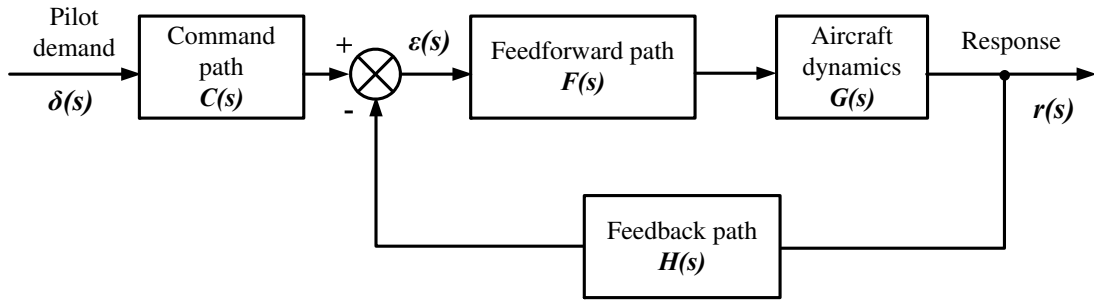 Pilot
demand
δ(s)
Command
path
C(s)
+
-
ε(s)
Feedforward path
F(s)
Aircraft
dynamics
G(s)
Response
r(s)
Feedback path
H(s)